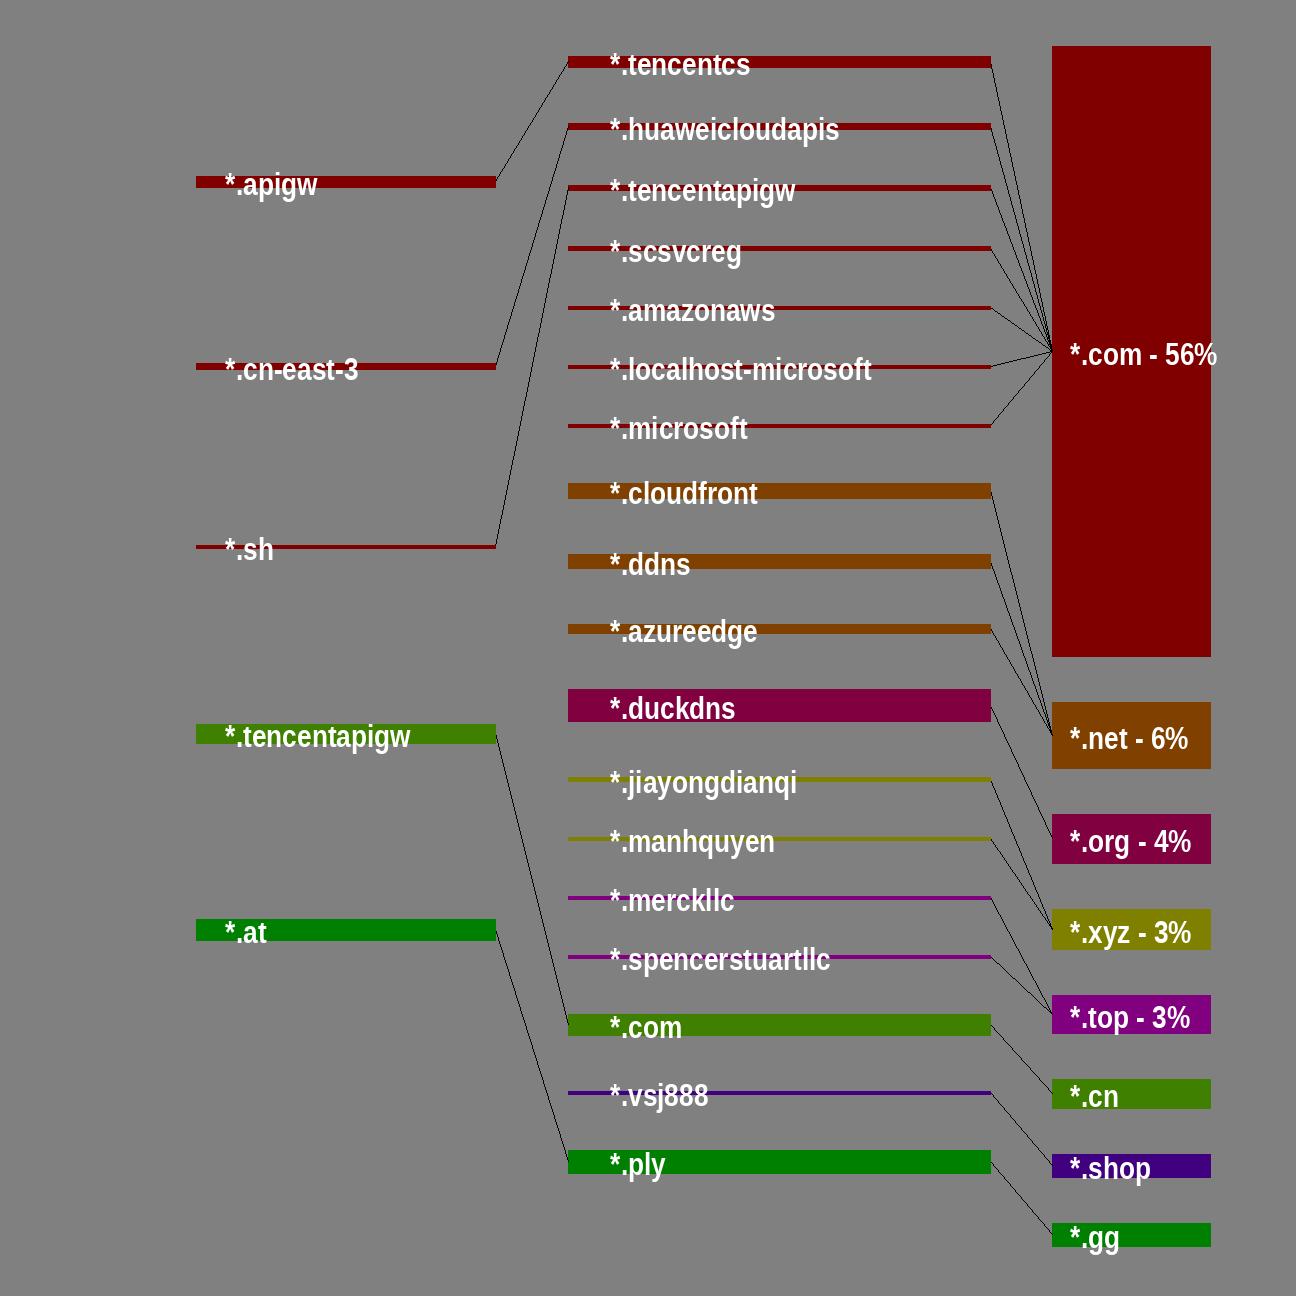 *.apigw
*.cn-east-3
*.sh
*.tencentapigw
*.at
*.tencentcs
*.huaweicloudapis
*.tencentapigw
*.scsvcreg
*.amazonaws
*.localhost-microsoft
*.microsoft
*.cloudfront
*.ddns
*.azureedge
*.duckdns
*.jiayongdianqi
*.manhquyen
*.merckllc
*.spencerstuartllc
*.com
*.vsj888
*.ply
*.com - 56%
*.net - 6%
*.org - 4%
*.xyz - 3%
*.top - 3%
*.cn
*.shop
*.gg